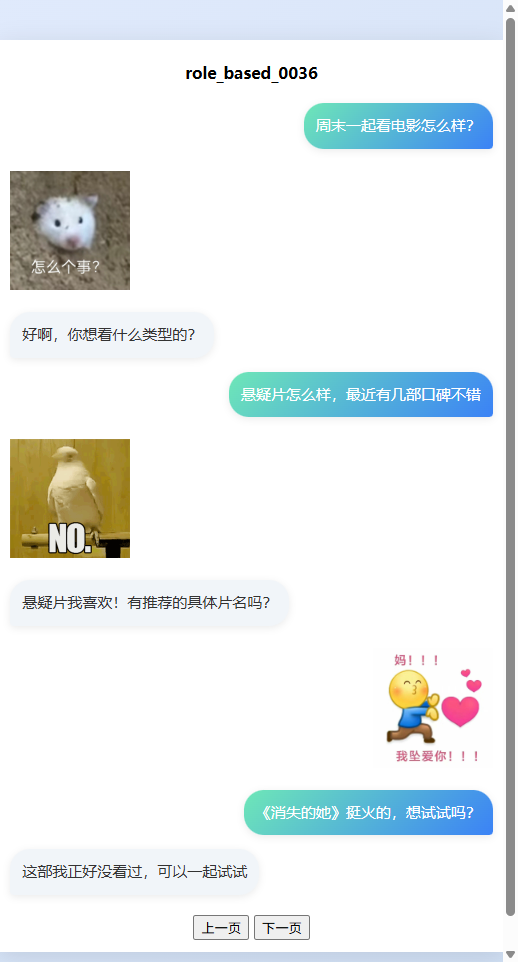 role_based_0036
周末一起看电影怎么样？
怎么个事？
好啊，你想看什么类型的？
悬疑片怎么样，最近有几部口碑不错
NO.
悬疑片我喜欢！有推荐的具体片名吗？
妈！！！
我坠爱你！！！
《消失的她》挺火的，想试试吗？
这部我正好没看过，可以一起试试
上一页 下一页